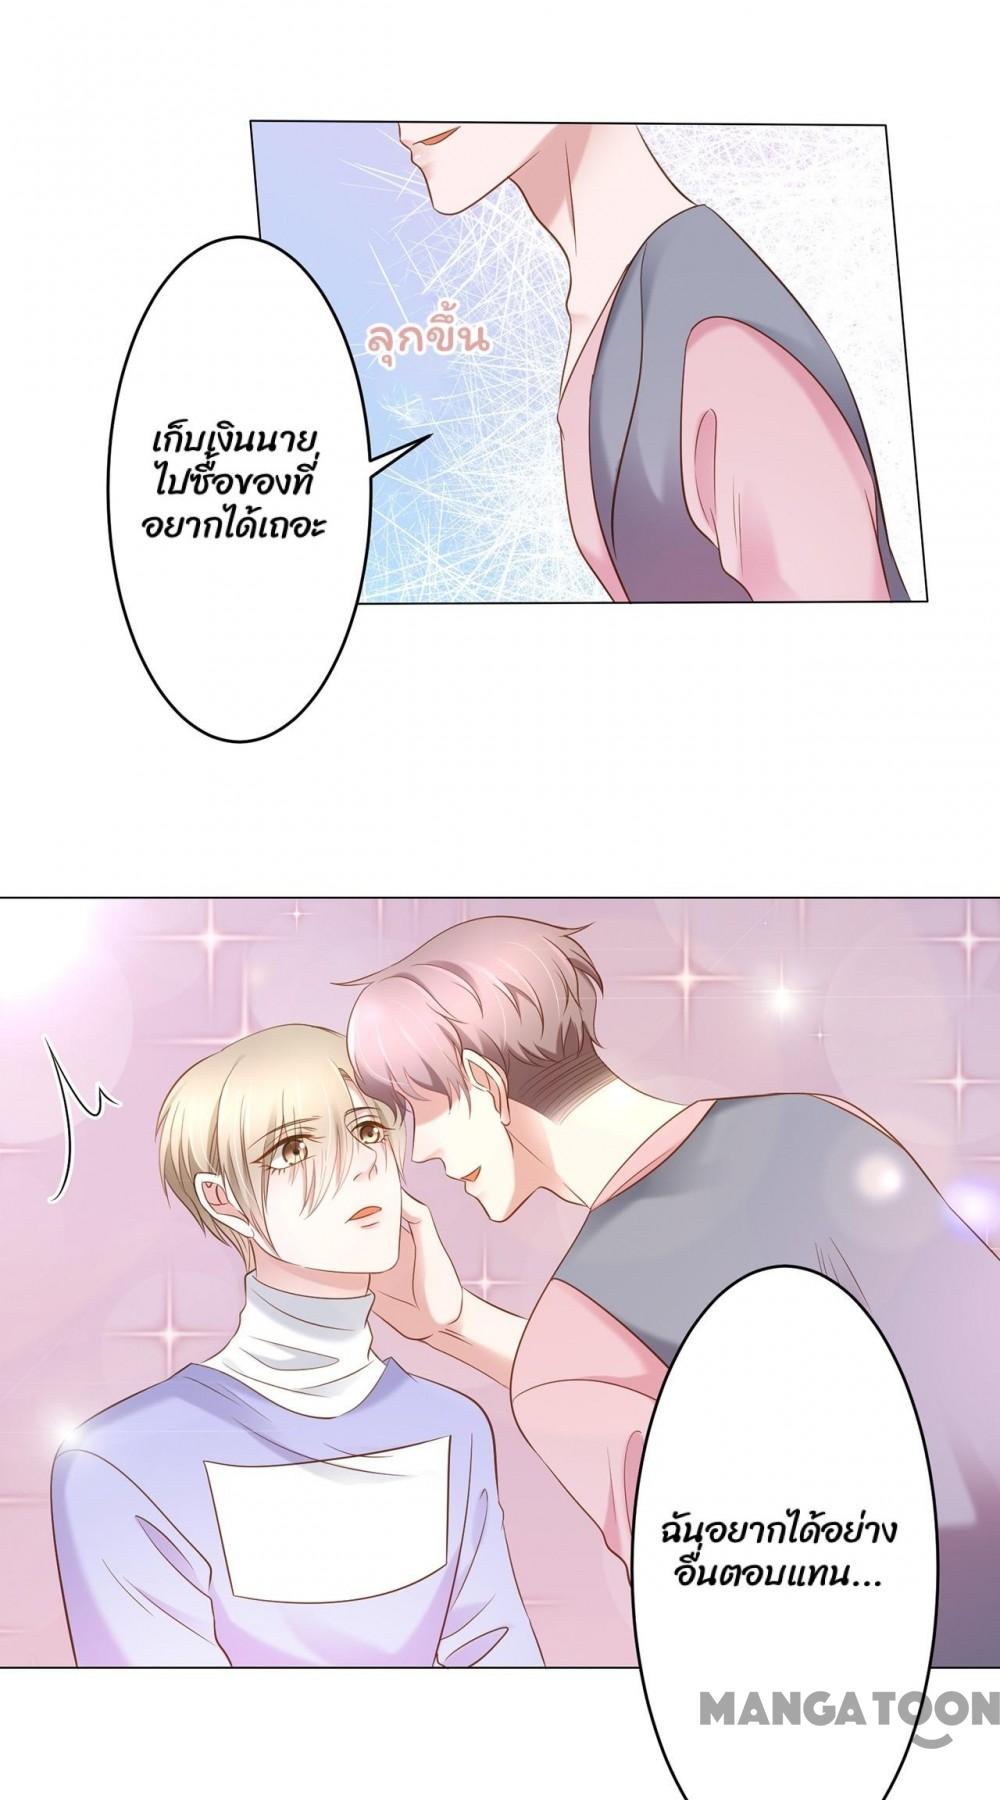 ลุกขึ้น
เก็บเงินนาย
ไปซื้อของที่
อยากได้เถอะ
ฉันอยากได้อย่าง
อื่นตอบแทน...
MANGATOON